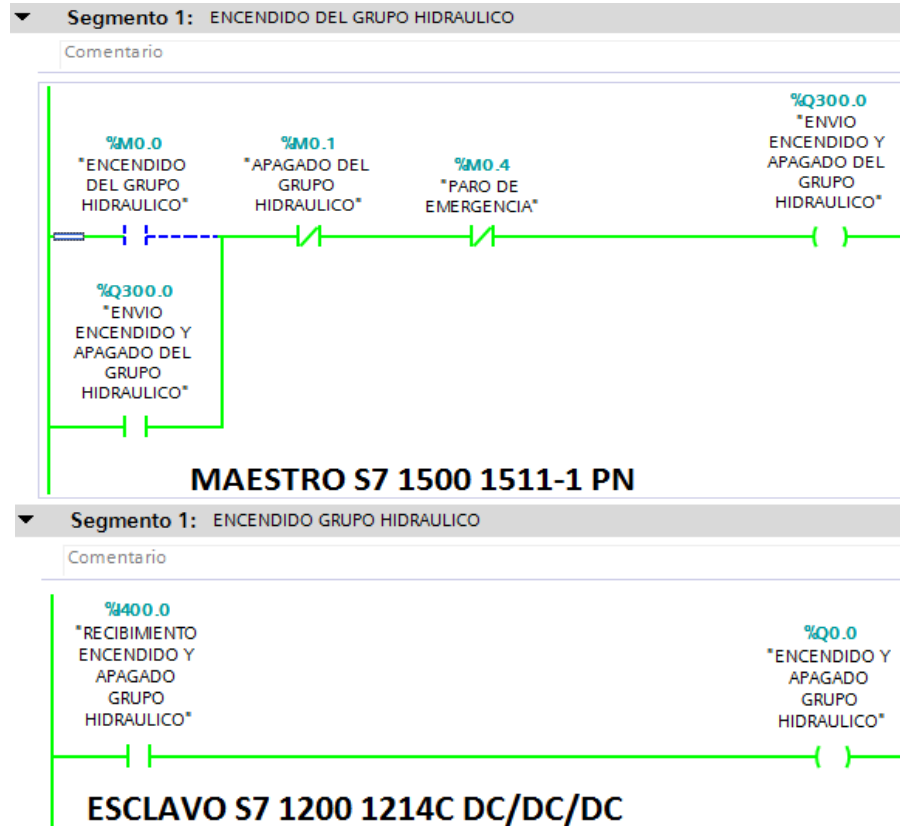 Segmento 1: ENCENDIDO DEL GRUPO HIDRAULICO
Comentario
%Q300.0
"ENVIO
ENCENDIDO Y
APAGADO DEL
GRUPO
HIDRAULICO"
%M0.0
"ENCENDIDO
DEL GRUPO
HIDRAULICO"
%M0.1
"APAGADO DEL
GRUPO
HIDRAULICO"
%M0.4
"PARO DE
EMERGENCIA"
%Q300.0
"ENVIO
ENCENDIDO Y
APAGADO DEL
GRUPO
HIDRAULICO"
MAESTRO S7 1500 1511-1 PN
Segmento 1: ENCENDIDO GRUPO HIDRAULICO
Comentario
%I400.0
"RECIBIMIENTO
ENCENDIDO Y
APAGADO
GRUPO
HIDRAULICO"
%Q0.0
"ENCENDIDO Y
APAGADO
GRUPO
HIDRAULICO"
ESCLAVO S7 1200 1214C DC/DC/DC